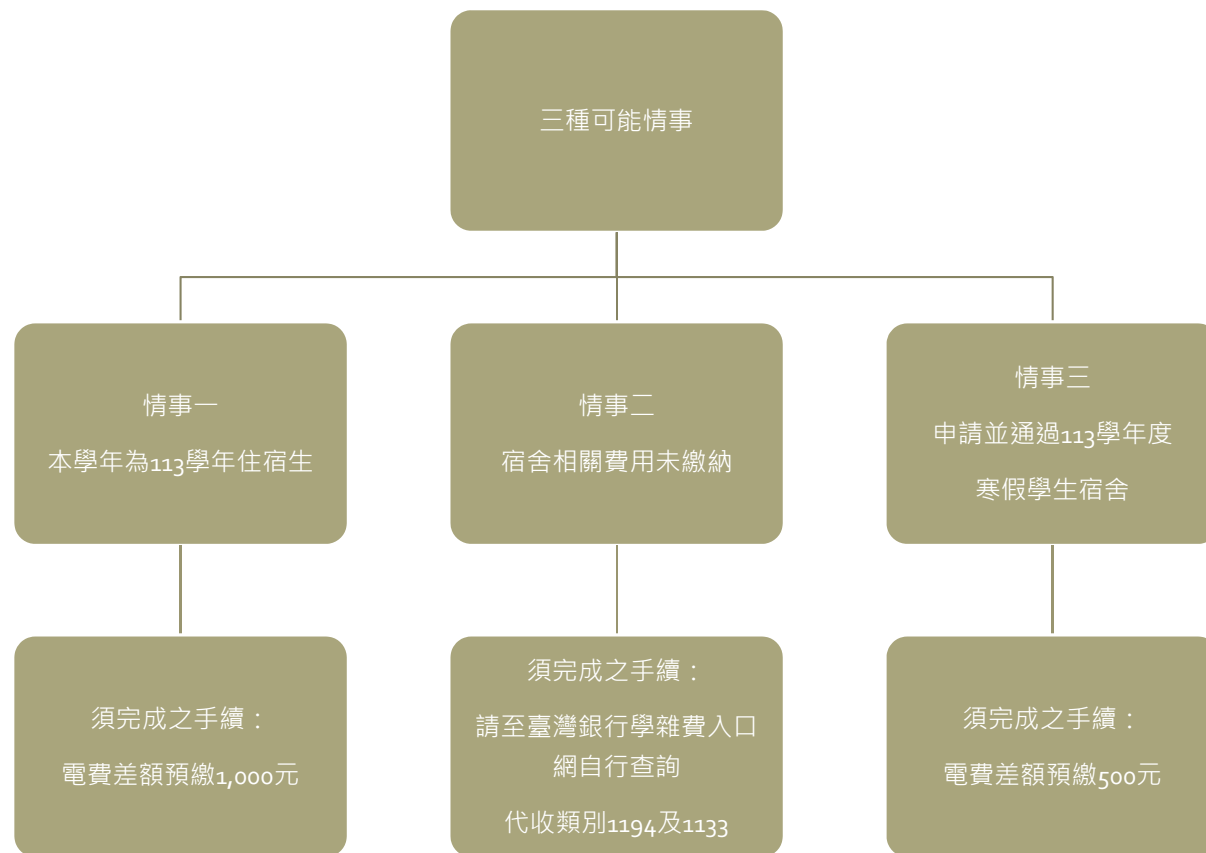 三種可能情事
情事一
本學年為113學年住宿生
情事二
宿舍相關費用未繳納
情事三
申請並通過113學年度
寒假學生宿舍
須完成之手續：
電費差額預繳1,000元
須完成之手續：
請至臺灣銀行學雜費入口
網自行查詢
代收類別1194及1133
須完成之手續：
電費差額預繳500元